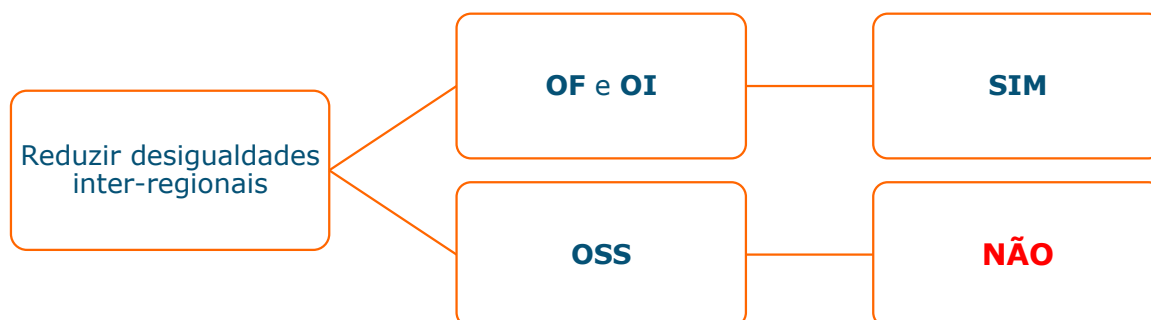 OF e OI
SIM
Reduzir desigualdades
inter-regionais
OSS
NÃO